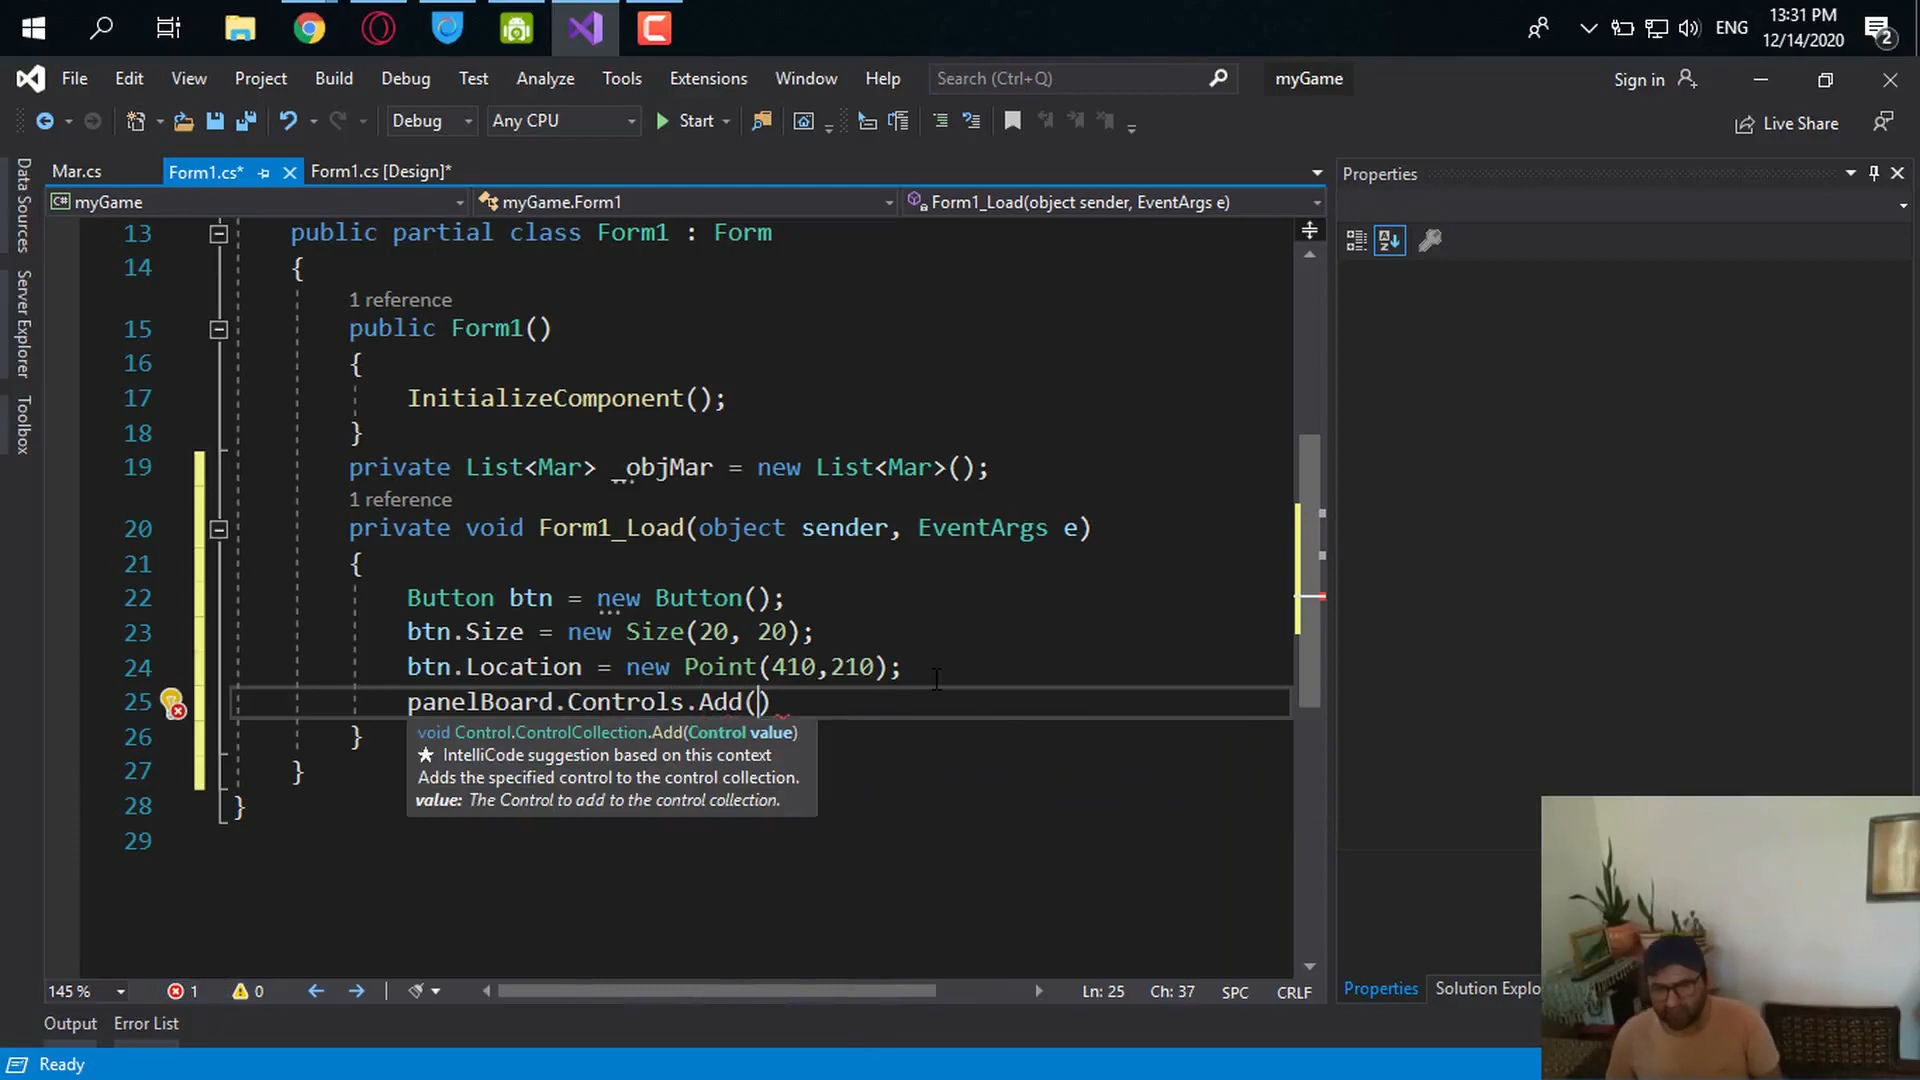 ENG
13:31 PM
12/14/2020
2
File Edit View Project Build Debug Test Analyze Tools Extensions Window Help Search (Ctrl+Q) myGame Sign in
Debug Any CPU Start Live Share
Mar.cs Form1.cs* Form1.cs [Design]*
myGame myGame.Form1 Form1_Load(object sender, EventArgs e)
Properties
Data Sources
Server Explorer
Toolbox
13 public partial class Form1 : Form
14 {
1 reference
15 public Form1()
16 {
17 InitializeComponent();
18 }
19 private List<Mar> _objMar = new List<Mar>();
1 reference
20 private void Form1_Load(object sender, EventArgs e)
21 {
22 Button btn = new Button();
23 btn.Size = new Size(20, 20);
24 btn.Location = new Point(410,210);
25 panelBoard.Controls.Add()
26 }
27 }
28 }
29
void Control.ControlCollection.Add(Control value)
★ IntelliCode suggestion based on this context
Adds the specified control to the control collection.
value: The Control to add to the control collection.
145 % 1 0 Ln: 25 Ch: 37 SPC CRLF
Properties Solution Explo
Output Error List
Ready